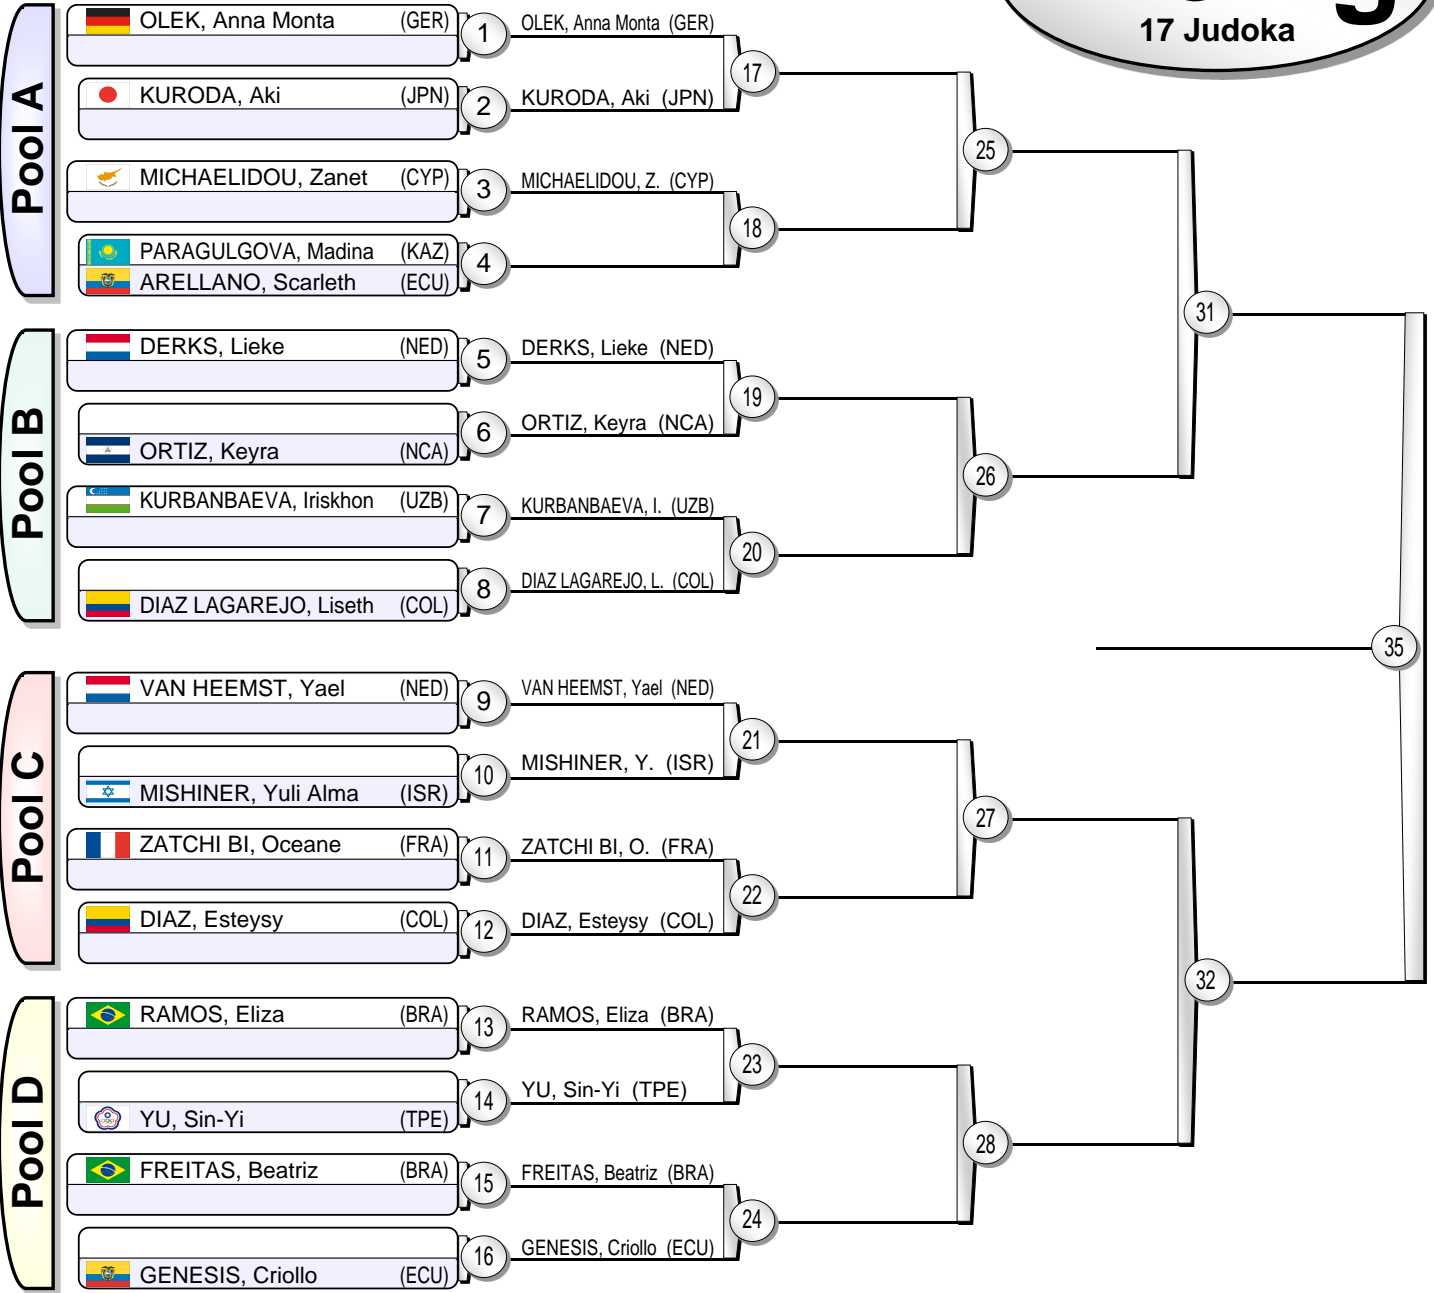 17 Judoka
Pool A
OLEK, Anna Monta (GER) 1 OLEK, Anna Monta (GER)
17
KURODA, Aki (JPN) 2 KURODA, Aki (JPN)
25
MICHAELIDOU, Zanet (CYP) 3 MICHAELIDOU, Z. (CYP)
18
PARAGULGOVA, Madina (KAZ)
4
ARELLANO, Scarleth (ECU)
31
Pool B
DERKS, Lieke (NED) 5 DERKS, Lieke (NED)
19
6 ORTIZ, Keyra (NCA)
ORTIZ, Keyra (NCA)
26
KURBANBAEVA, Iriskhon (UZB) 7 KURBANBAEVA, I. (UZB)
20
8 DIAZ LAGAREJO, L. (COL)
DIAZ LAGAREJO, Liseth (COL)
35
Pool C
VAN HEEMST, Yael (NED) 9 VAN HEEMST, Yael (NED)
21
10 MISHINER, Y. (ISR)
MISHINER, Yuli Alma (ISR)
27
ZATCHI BI, Oceane (FRA) 11 ZATCHI BI, O. (FRA)
22
DIAZ, Esteysy (COL) 12 DIAZ, Esteysy (COL)
32
Pool D
RAMOS, Eliza (BRA) 13 RAMOS, Eliza (BRA)
23
14 YU, Sin-Yi (TPE)
YU, Sin-Yi (TPE)
28
FREITAS, Beatriz (BRA) 15 FREITAS, Beatriz (BRA)
24
16 GENESIS, Criollo (ECU)
GENESIS, Criollo (ECU)